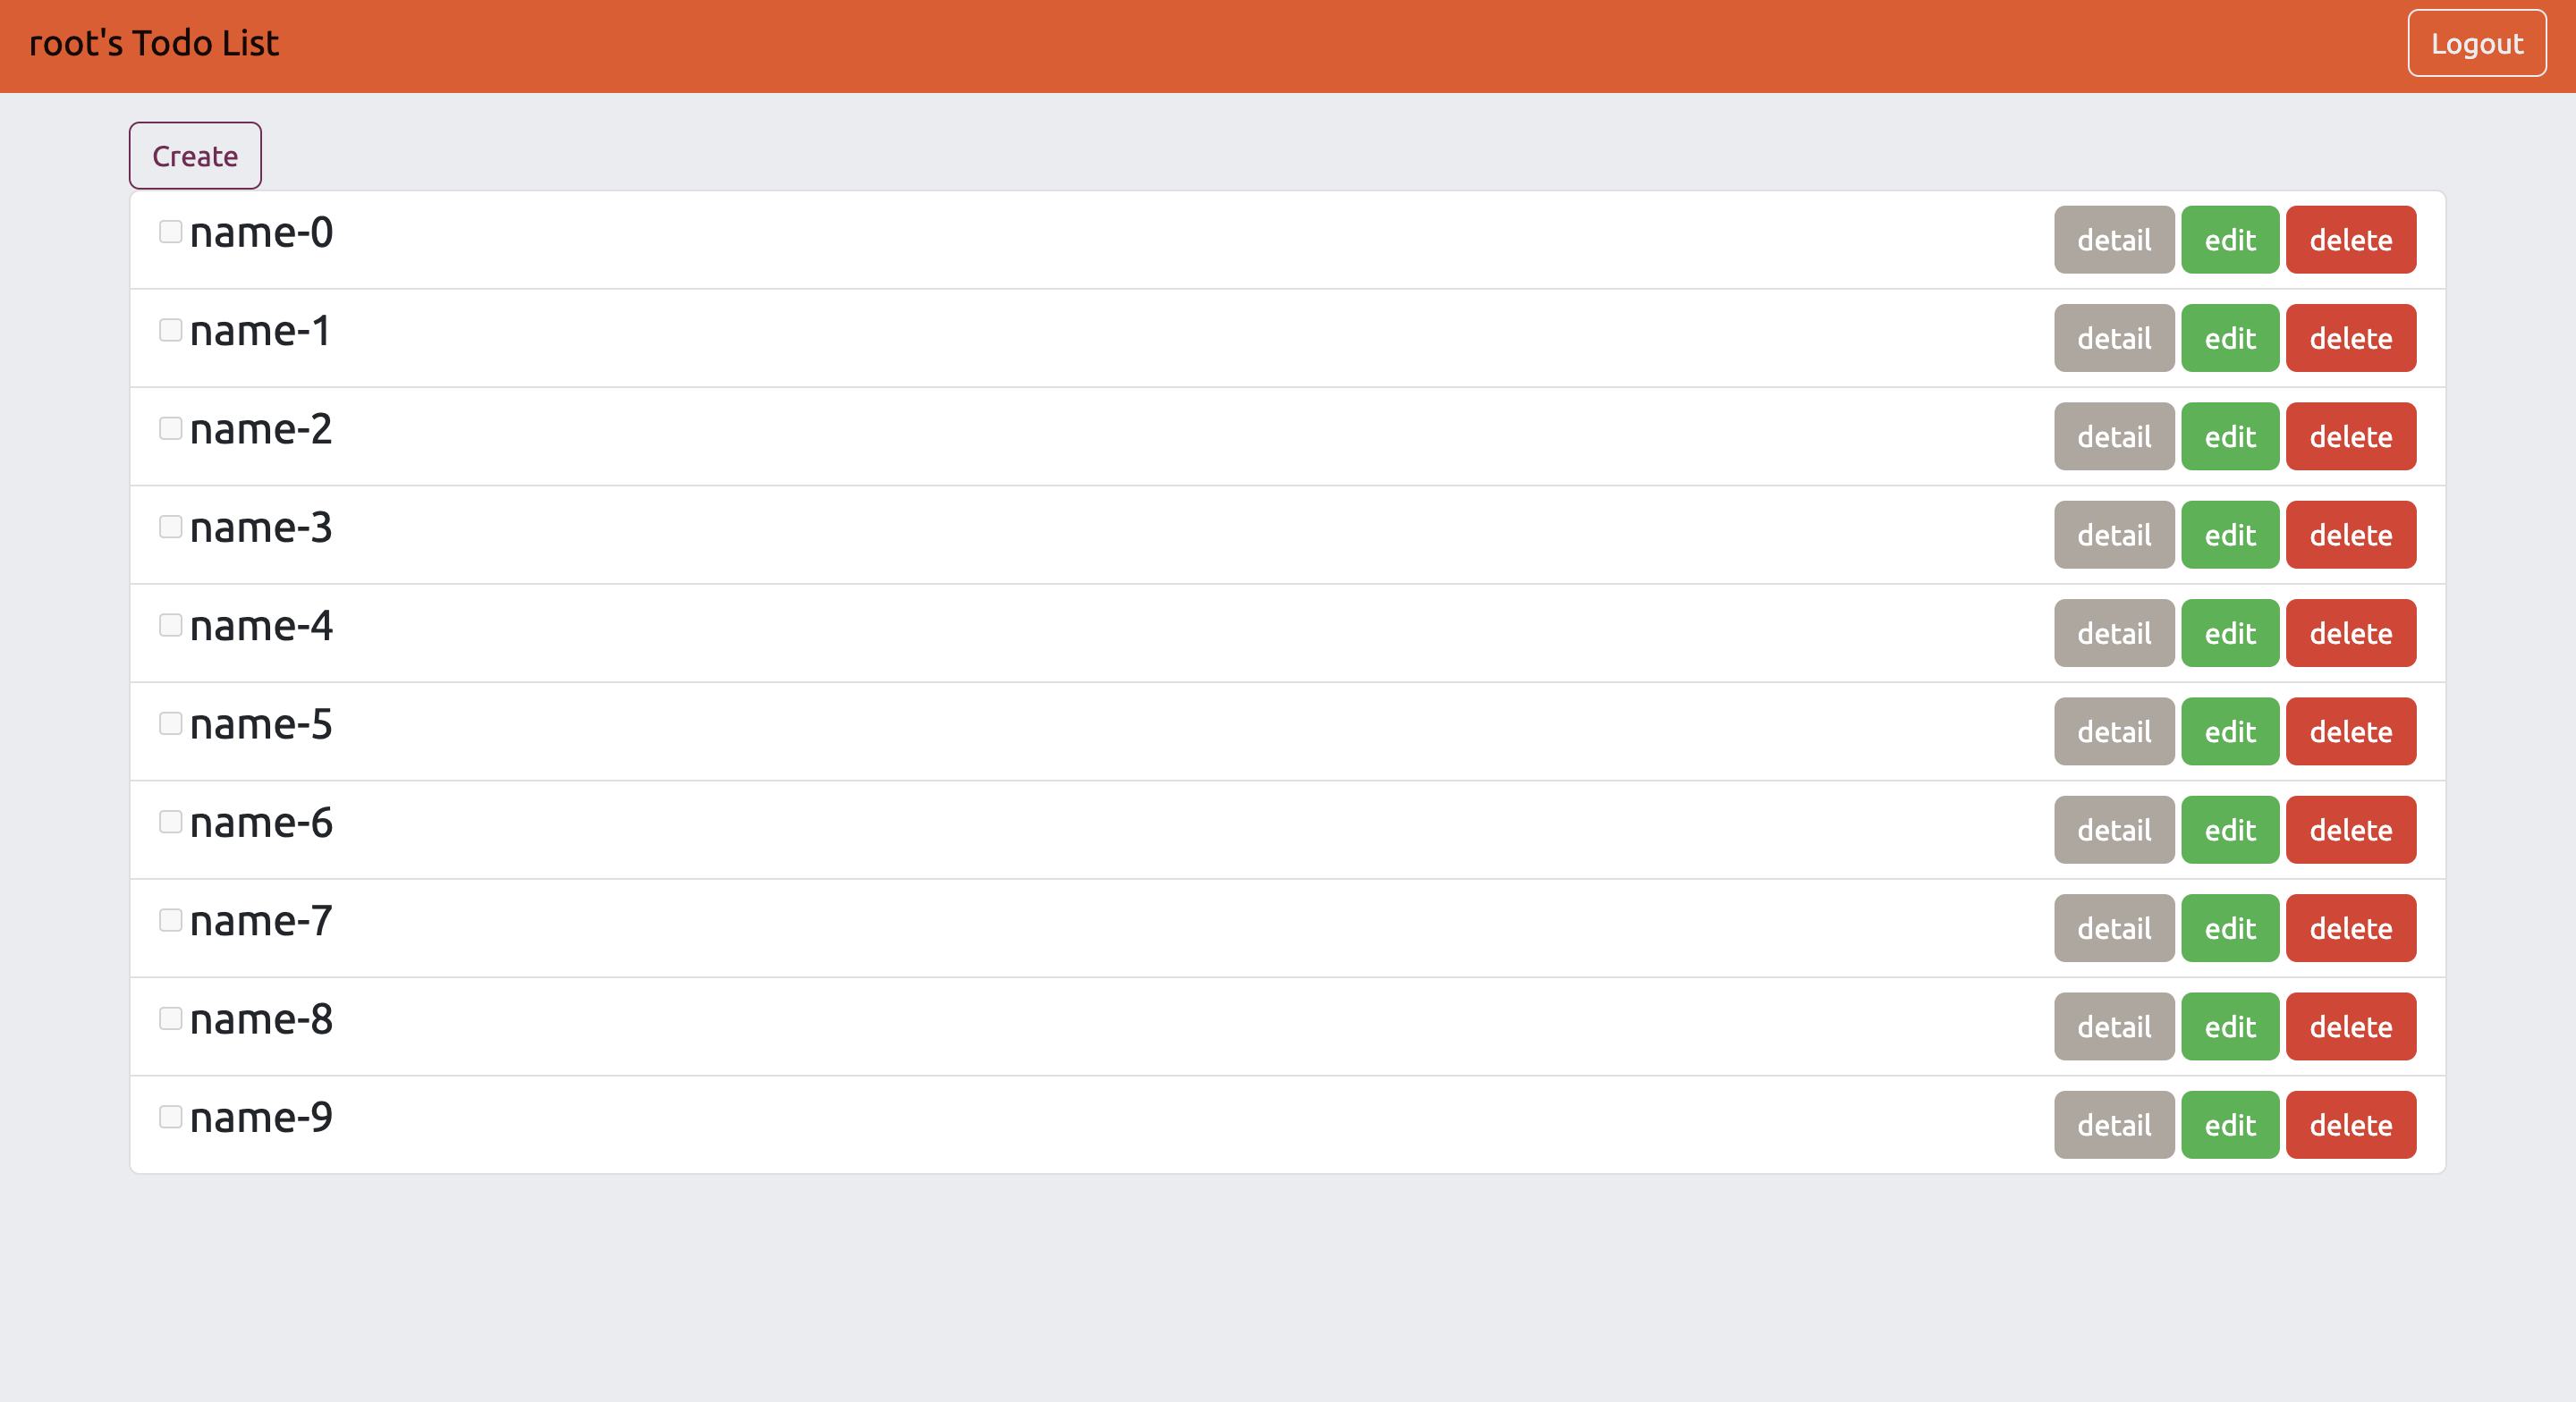 root's Todo List Logout
Create
name-0 detail edit delete
name-1 detail edit delete
name-2 detail edit delete
name-3 detail edit delete
name-4 detail edit delete
name-5 detail edit delete
name-6 detail edit delete
name-7 detail edit delete
name-8 detail edit delete
name-9 detail edit delete